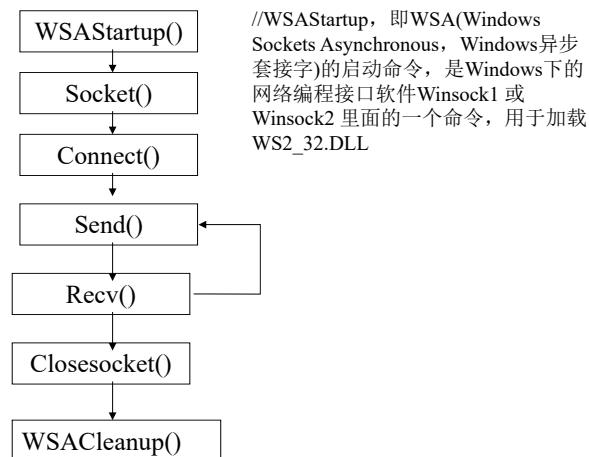 WSAStartup()
//WSAStartup，即WSA(Windows
Sockets Asynchronous，Windows异步
套接字)的启动命令，是Windows下的
网络编程接口软件Winsock1 或
Winsock2 里面的一个命令，用于加载
WS2_32.DLL
Socket()
Connect()
Send()
Recv()
Closesocket()
WSACleanup()